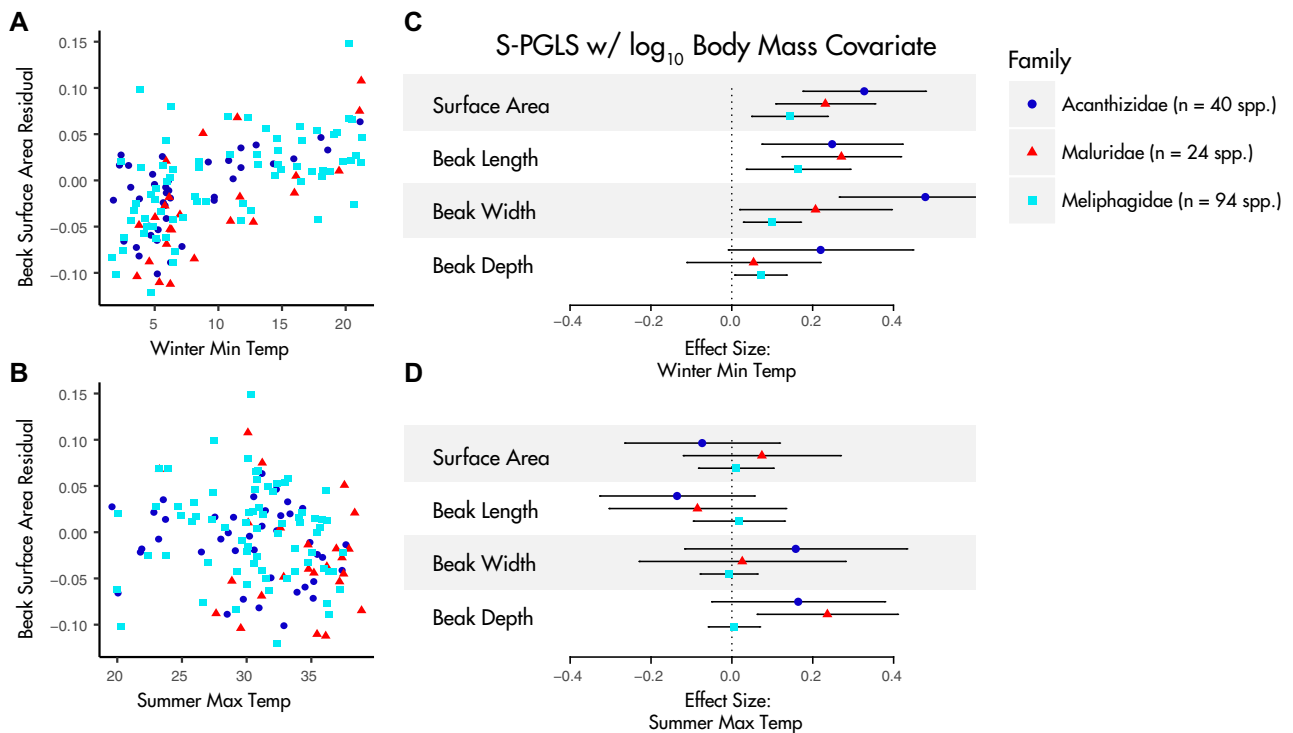 A
Beak Surface Area Residual
0.15
0.10
0.05
0.00
−0.05
−0.10
5
10
15
20
Winter Min Temp
B
Beak Surface Area Residual
0.15
0.10
0.05
0.00
−0.05
−0.10
20
25
30
35
Summer Max Temp
C
S-PGLS w/ log10 Body Mass Covariate
Surface Area
Beak Length
Beak Width
Beak Depth
−0.4
−0.2
0.0
0.2
0.4
Effect Size:
Winter Min Temp
D
Surface Area
Beak Length
Beak Width
Beak Depth
−0.4
−0.2
0.0
0.2
0.4
Effect Size:
Summer Max Temp
Family
Acanthizidae (n = 40 spp.)
Maluridae (n = 24 spp.)
Meliphagidae (n = 94 spp.)